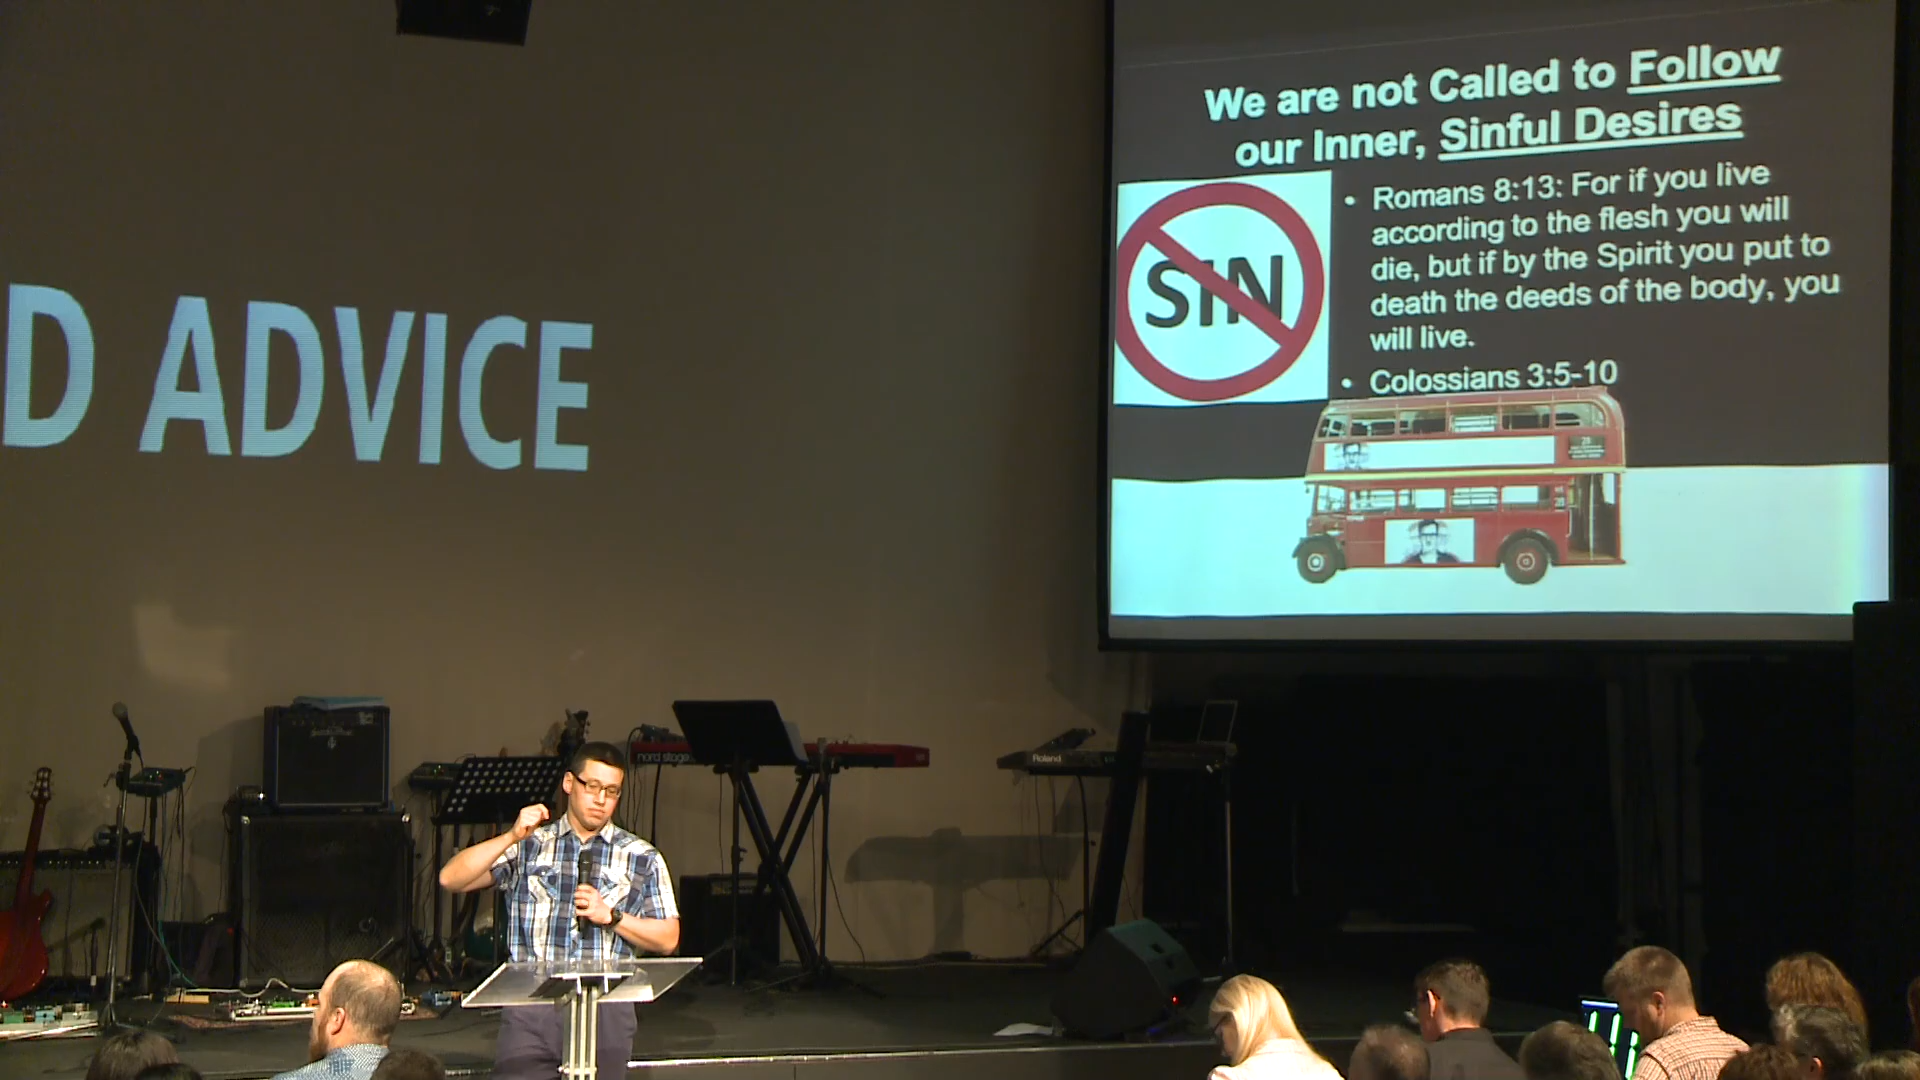 D ADVICE
We are not Called to Follow
our Inner, Sinful Desires
SIN
• Romans 8:13: For if you live
according to the flesh you will
die, but if by the Spirit you put to
death the deeds of the body, you
will live.
• Colossians 3:5-10
28
nord stage
Roland